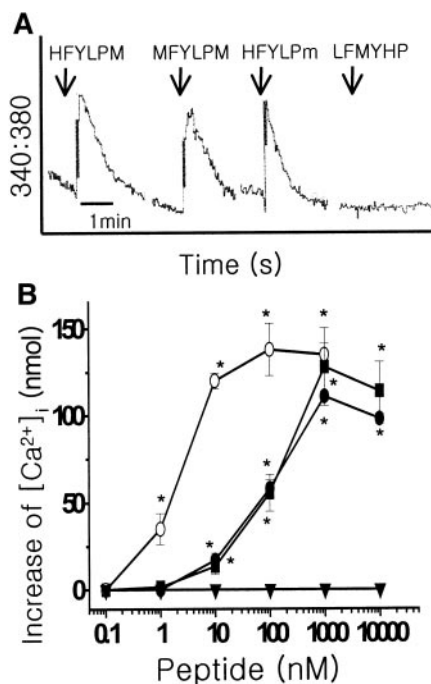 A
HFYLPM MFYLPM HFYLPm LFMYHP
340:380
1min
Time (s)
B
Increase of [Ca²⁺]i (nmol)
150
100
50
0
* * * * * * * * * * * *
0.1 1 10 100 1000 10000
Peptide (nM)